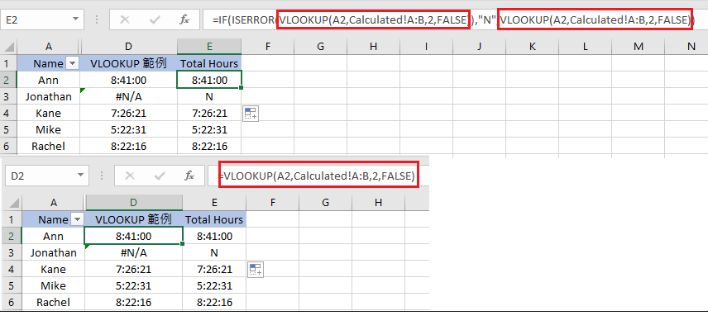 E2 fx =IF(ISERROR(VLOOKUP(A2,Calculated!A:B,2,FALSE),"N",VLOOKUP(A2,Calculated!A:B,2,FALSE))
A D E F G H I J K L M N
1 Name VLOOKUP 範例 Total Hours
2 Ann 8:41:00 8:41:00
3 Jonathan #N/A N
4 Kane 7:26:21 7:26:21
5 Mike 5:22:31 5:22:31
6 Rachel 8:22:16 8:22:16
D2 fx =VLOOKUP(A2,Calculated!A:B,2,FALSE)
A D E F G H
1 Name VLOOKUP 範例 Total Hours
2 Ann 8:41:00 8:41:00
3 Jonathan #N/A N
4 Kane 7:26:21 7:26:21
5 Mike 5:22:31 5:22:31
6 Rachel 8:22:16 8:22:16